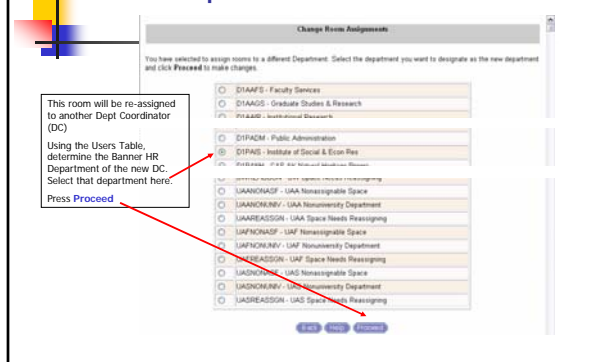 Change Room Assignments
You have selected to assign rooms to a different Department. Select the department you want to designate as the new department
and click Proceed to make changes.
D1AAFS - Faculty Services
D1AAGS - Graduate Studies & Research
D1AAIR - Institutional Research
This room will be re-assigned
to another Dept Coordinator
(DC)
Using the Users Table,
determine the Banner HR
Department of the new DC.
Select that department here.
Press Proceed
D1PADM - Public Administration
D1PAIS - Institute of Social & Econ Res
UAANONASF - UAA Nonassignable Space
UAANONUNIV - UAA Nonuniversity Department
UAAREASSGN - UAA Space Needs Reassigning
UAFNONASF - UAF Nonassignable Space
UAFNONUNIV - UAF Nonuniversity Department
UAFREASSGN - UAF Space Needs Reassigning
UASNONASF - UAS Nonassignable Space
UASNONUNIV - UAS Nonuniversity Department
UASREASSGN - UAS Space Needs Reassigning
Back Help Proceed